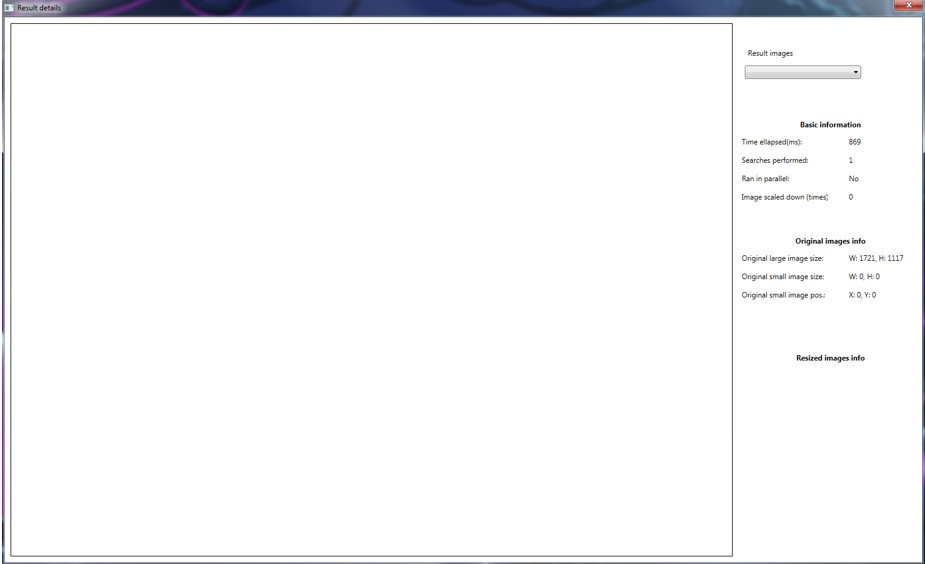 Result details
Result images
Basic information
Time ellapsed(ms): 869
Searches performed: 1
Ran in parallel: No
Image scaled down (times) 0
Original images info
Original large image size: W: 1721, H: 1117
Original small image size: W: 0, H: 0
Original small image pos.: X: 0, Y: 0
Resized images info